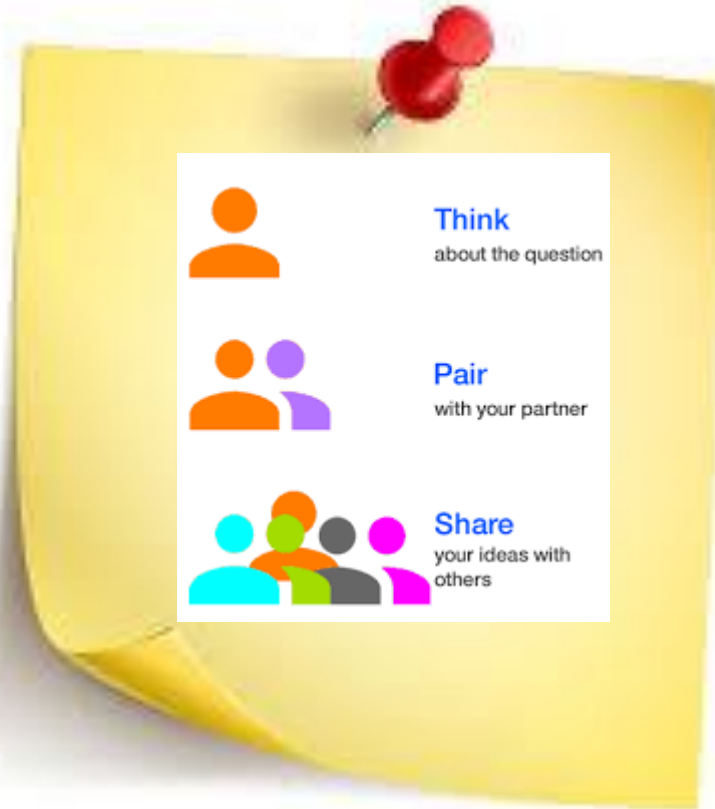 Think
about the question
Pair
with your partner
Share
your ideas with
others